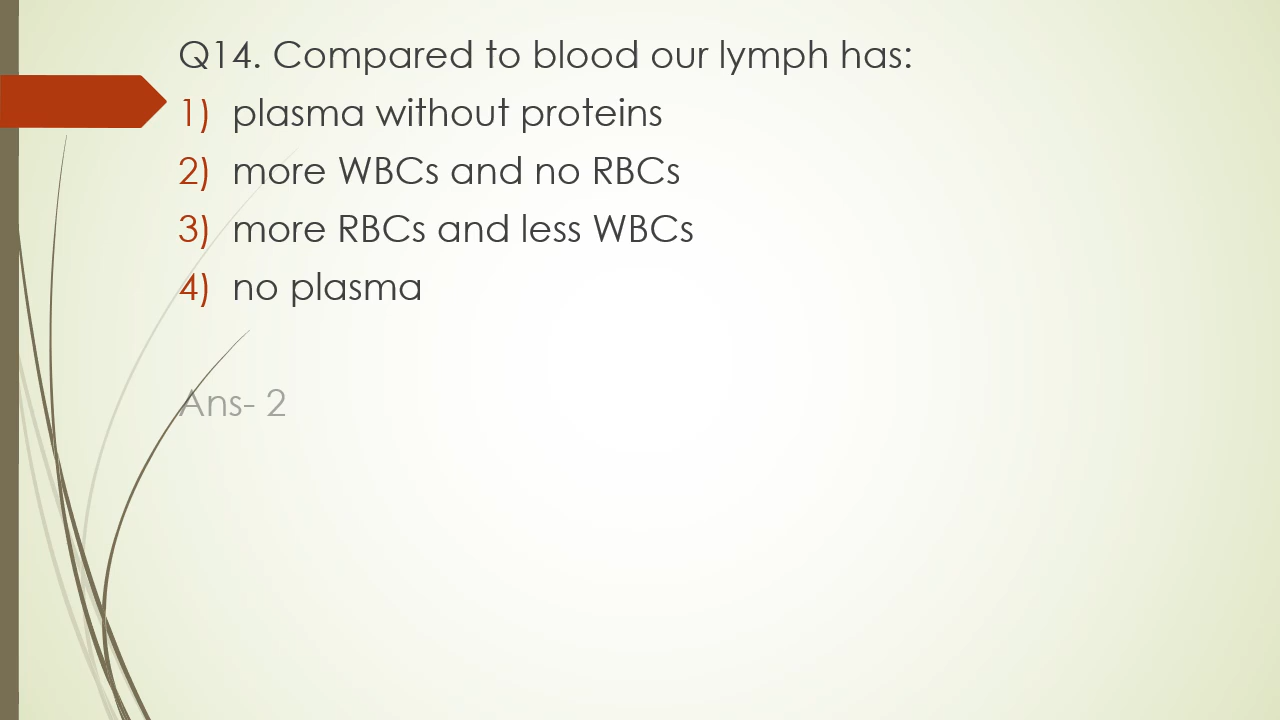 Q14. Compared to blood our lymph has:
1) plasma without proteins
2) more WBCs and no RBCs
3) more RBCs and less WBCs
4) no plasma
Ans- 2